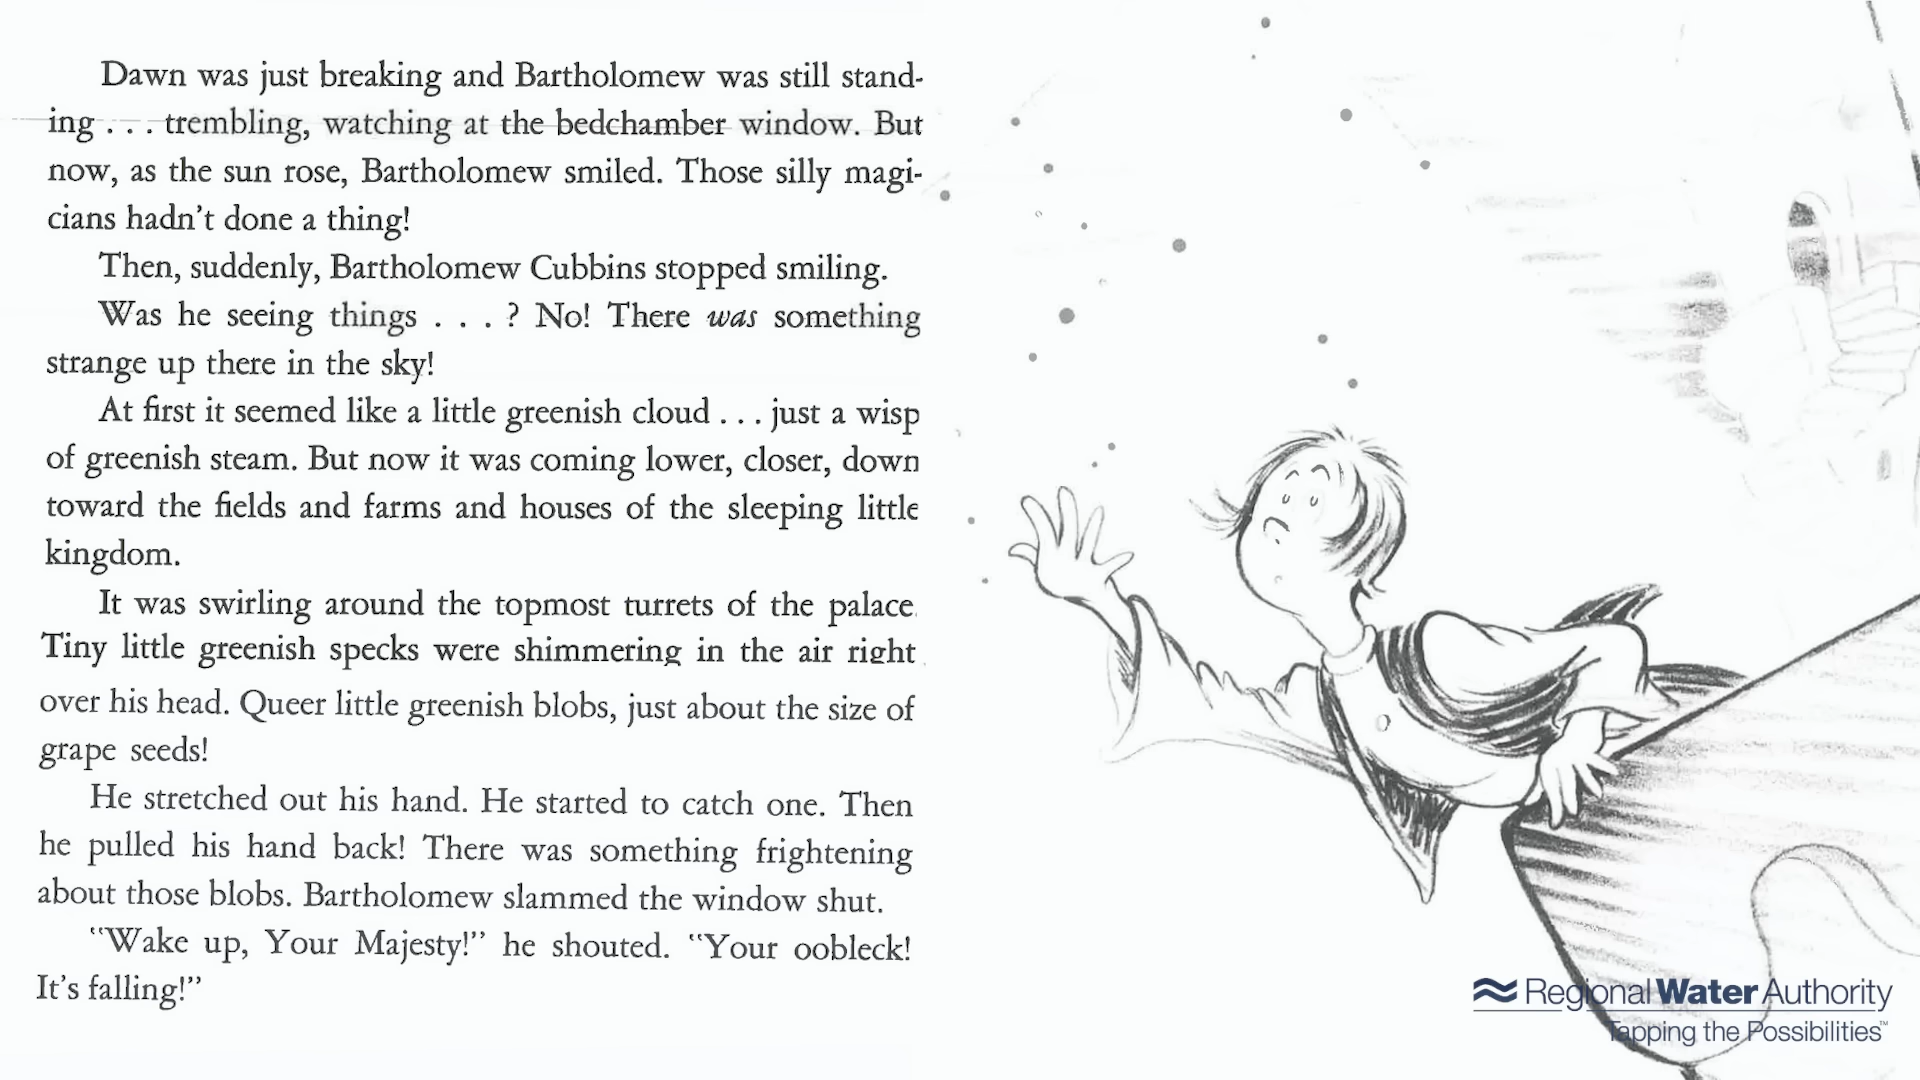 Dawn was just breaking and Bartholomew was still stand-
ing . . . trembling, watching at the bedchamber window. But
now, as the sun rose, Bartholomew smiled. Those silly magi-
cians hadn't done a thing!
Then, suddenly, Bartholomew Cubbins stopped smiling.
Was he seeing things . . . ? No! There was something
strange up there in the sky!
At first it seemed like a little greenish cloud . . . just a wisp
of greenish steam. But now it was coming lower, closer, down
toward the fields and farms and houses of the sleeping little
kingdom.
It was swirling around the topmost turrets of the palace.
Tiny little greenish specks were shimmering in the air right
over his head. Queer little greenish blobs, just about the size of
grape seeds!
He stretched out his hand. He started to catch one. Then
he pulled his hand back! There was something frightening
about those blobs. Bartholomew slammed the window shut.
"Wake up, Your Majesty!" he shouted. "Your oobleck!
It's falling!"
Regional Water Authority
Tapping the Possibilities™